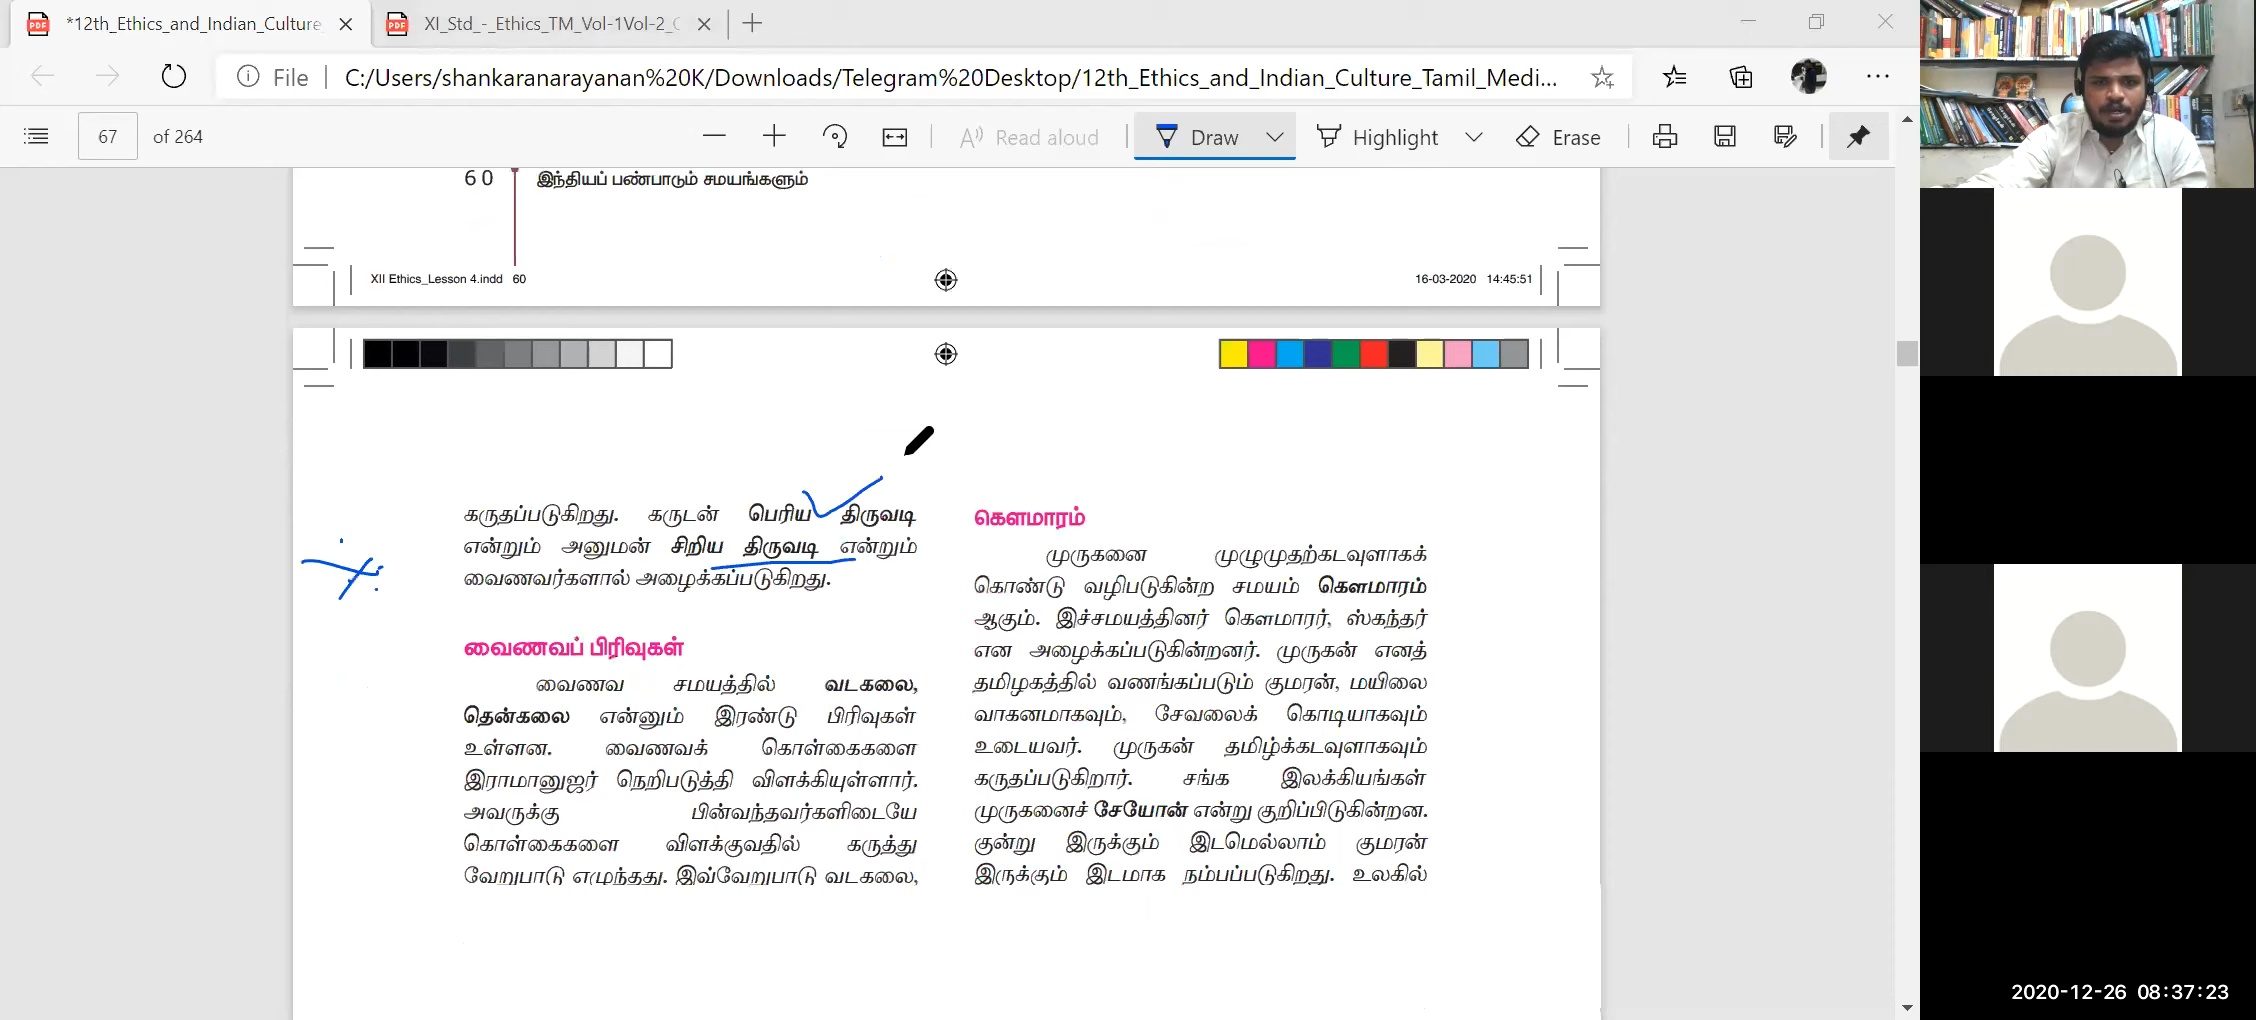 *12th_Ethics_and_Indian_Culture
XI_Std_-_Ethics_TM_Vol-1Vol-2_
File
C:/Users/shankaranarayanan%20K/Downloads/Telegram%20Desktop/12th_Ethics_and_Indian_Culture_Tamil_Medi...
67 of 264
Read aloud
Draw
Highlight
Erase
60 இந்தியப் பண்பாடும் சமயங்களும்
XII Ethics_Lesson 4.indd 60
16-03-2020 14:45:51
கருதப்படுகிறது. கருடன் பெரிய திருவடி
என்றும் அனுமன் சிறிய திருவடி என்றும்
வைணவர்களால் அழைக்கப்படுகிறது.
வைணவப் பிரிவுகள்
வைணவ சமயத்தில் வடகலை,
தென்கலை என்னும் இரண்டு பிரிவுகள்
உள்ளன. வைணவக் கொள்கைகளை
இராமானுஜர் நெறிபடுத்தி விளக்கியுள்ளார்.
அவருக்கு பின்வந்தவர்களிடையே
கொள்கைகளை விளக்குவதில் கருத்து
வேறுபாடு எழுந்தது. இவ்வேறுபாடு வடகலை,
கௌமாரம்
முருகனை முழுமுதற்கடவுளாகக்
கொண்டு வழிபடுகின்ற சமயம் கௌமாரம்
ஆகும். இச்சமயத்தினர் கௌமாரர், ஸ்கந்தர்
என அழைக்கப்படுகின்றனர். முருகன் எனத்
தமிழகத்தில் வணங்கப்படும் குமரன், மயிலை
வாகனமாகவும், சேவலைக் கொடியாகவும்
உடையவர். முருகன் தமிழ்க்கடவுளாகவும்
கருதப்படுகிறார். சங்க இலக்கியங்கள்
முருகனைச் சேயோன் என்று குறிப்பிடுகின்றன.
குன்று இருக்கும் இடமெல்லாம் குமரன்
இருக்கும் இடமாக நம்பப்படுகிறது. உலகில்
2020-12-26 08:37:23